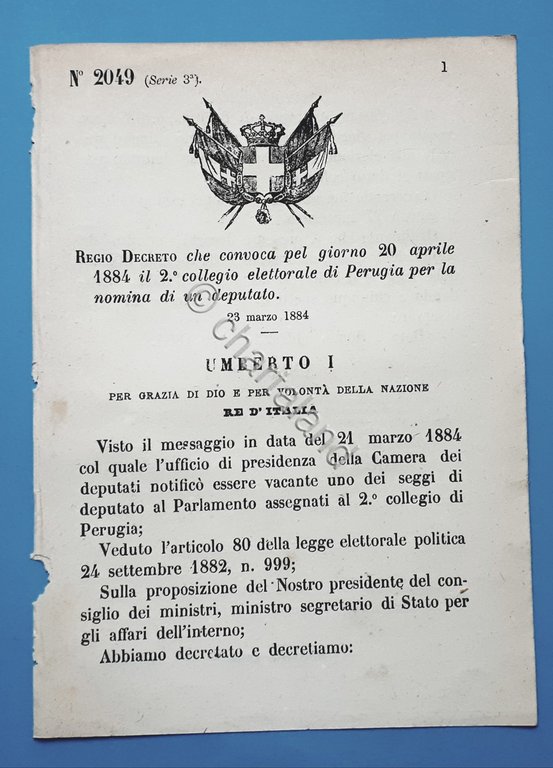 1
N° 2049 (Serie 3ª).
REGIO DECRETO che convoca pel giorno 20 aprile
1884 il 2.° collegio elettorale di Perugia per la
nomina di un deputato.
23 marzo 1884
UMBERTO I
PER GRAZIA DI DIO E PER VOLONTÀ DELLA NAZIONE
RE D'ITALIA
Visto il messaggio in data del 21 marzo 1884
col quale l'ufficio di presidenza della Camera dei
deputati notificò essere vacante uno dei seggi di
deputato al Parlamento assegnati al 2.° collegio di
Perugia;
Veduto l'articolo 80 della legge elettorale politica
24 settembre 1882, n. 999;
Sulla proposizione del Nostro presidente del con-
siglio dei ministri, ministro segretario di Stato per
gli affari dell'interno;
Abbiamo decretato e decretiamo:
© chartaland